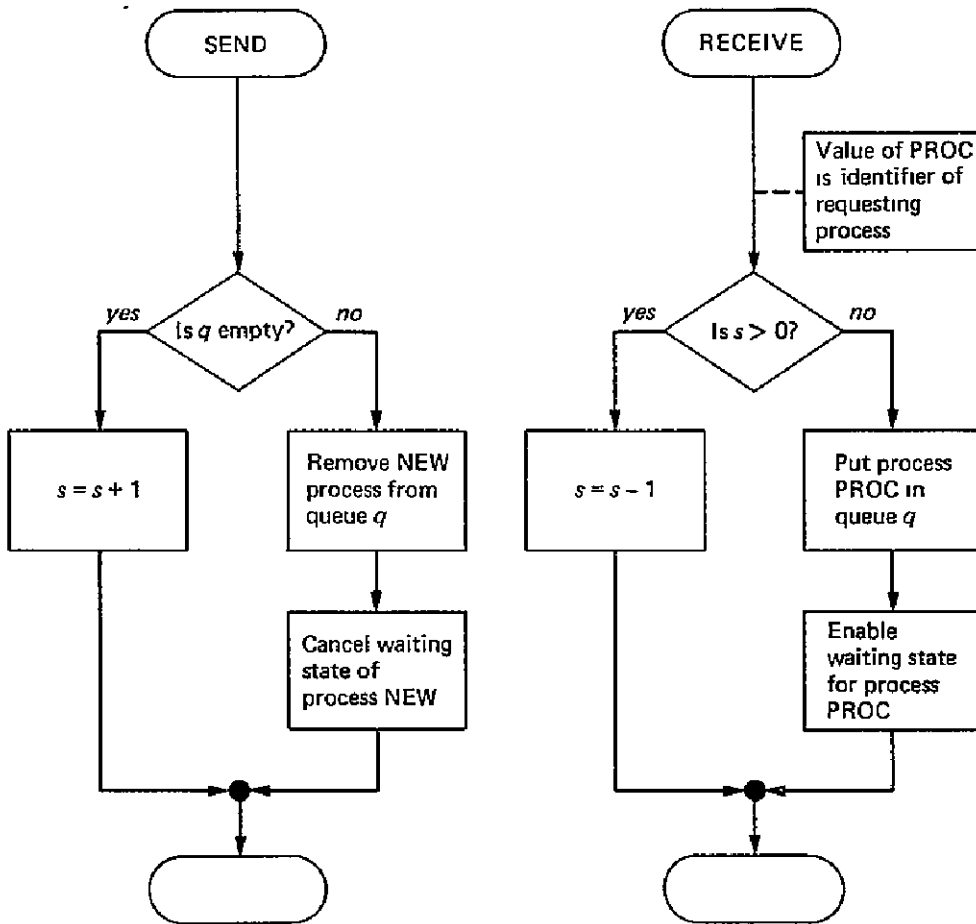 SEND
Is q empty?
yes
no
s = s + 1
Remove NEW
process from
queue q
Cancel waiting
state of
process NEW
RECEIVE
Value of PROC
is identifier of
requesting
process
Is s > 0?
yes
no
s = s – 1
Put process
PROC in
queue q
Enable
waiting state
for process
PROC